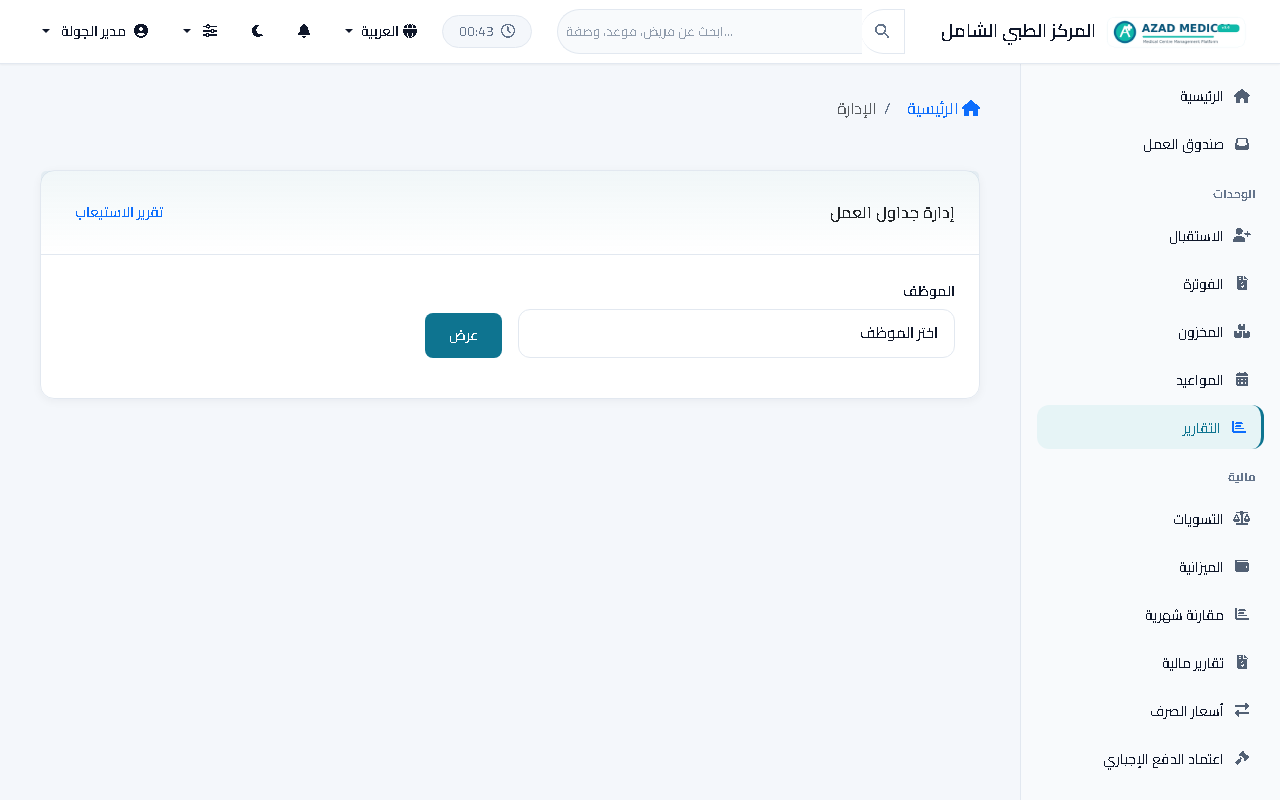 AZAD MEDIC
Medical Centre Management Platform
المركز الطبي الشامل
ابحث عن مريض، موعد، وصفة...
00:43
العربية
مدير الجولة
الرئيسية
صندوق العمل
الوحدات
الاستقبال
الفوترة
المخزون
المواعيد
التقارير
مالية
التسويات
الميزانية
مقارنة شهرية
تقارير مالية
أسعار الصرف
اعتماد الدفع الإجباري
الرئيسية / الإدارة
إدارة جداول العمل
تقرير الاستيعاب
الموظف
اختر الموظف
عرض